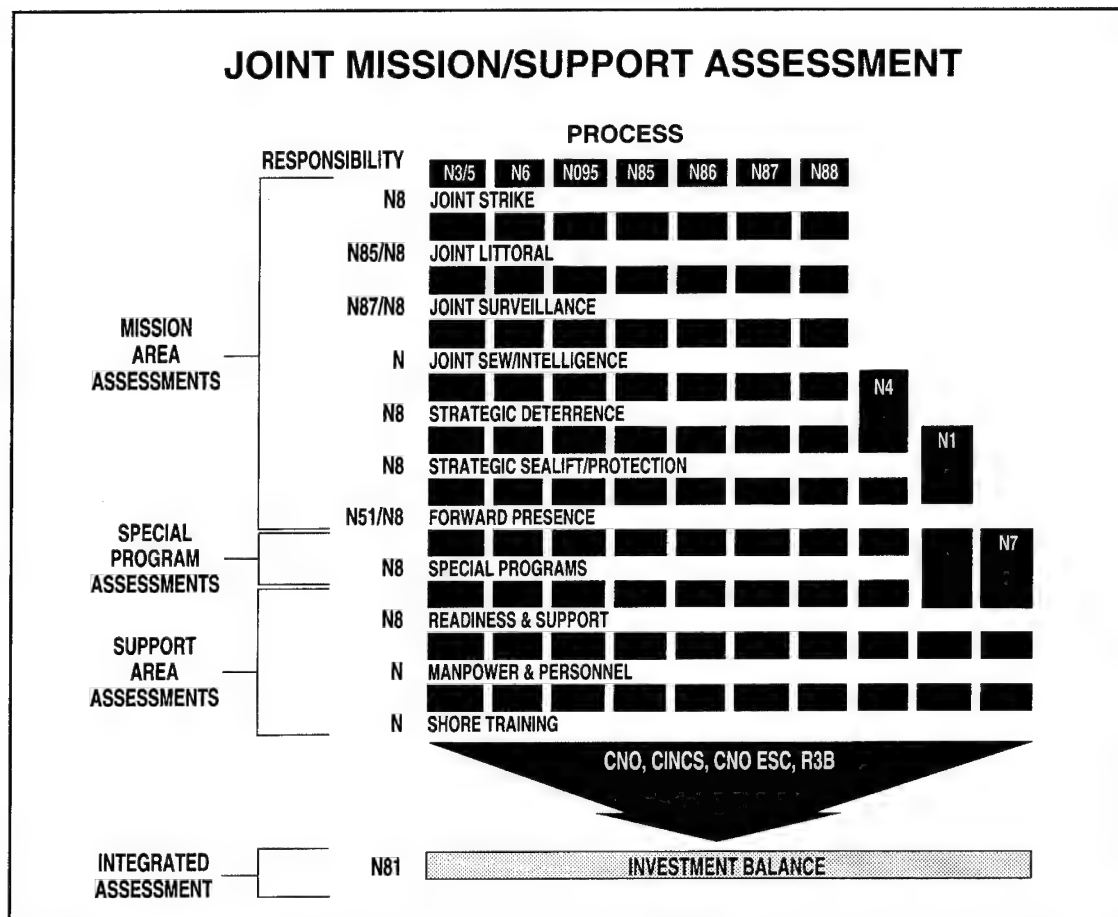 JOINT MISSION/SUPPORT ASSESSMENT
PROCESS
RESPONSIBILITY
N3/5 N6 N095 N85 N86 N87 N88
N8 JOINT STRIKE
N85/N8 JOINT LITTORAL
N87/N8 JOINT SURVEILLANCE
MISSION
AREA
ASSESSMENTS
N JOINT SEW/INTELLIGENCE
N4
N8 STRATEGIC DETERRENCE
N1
N8 STRATEGIC SEALIFT/PROTECTION
N51/N8 FORWARD PRESENCE
SPECIAL
PROGRAM
ASSESSMENTS
N7
N8 SPECIAL PROGRAMS
N8 READINESS & SUPPORT
SUPPORT
AREA
ASSESSMENTS
N MANPOWER & PERSONNEL
N SHORE TRAINING
CNO, CINCS, CNO ESC, R3B
INTEGRATED
ASSESSMENT
N81 INVESTMENT BALANCE